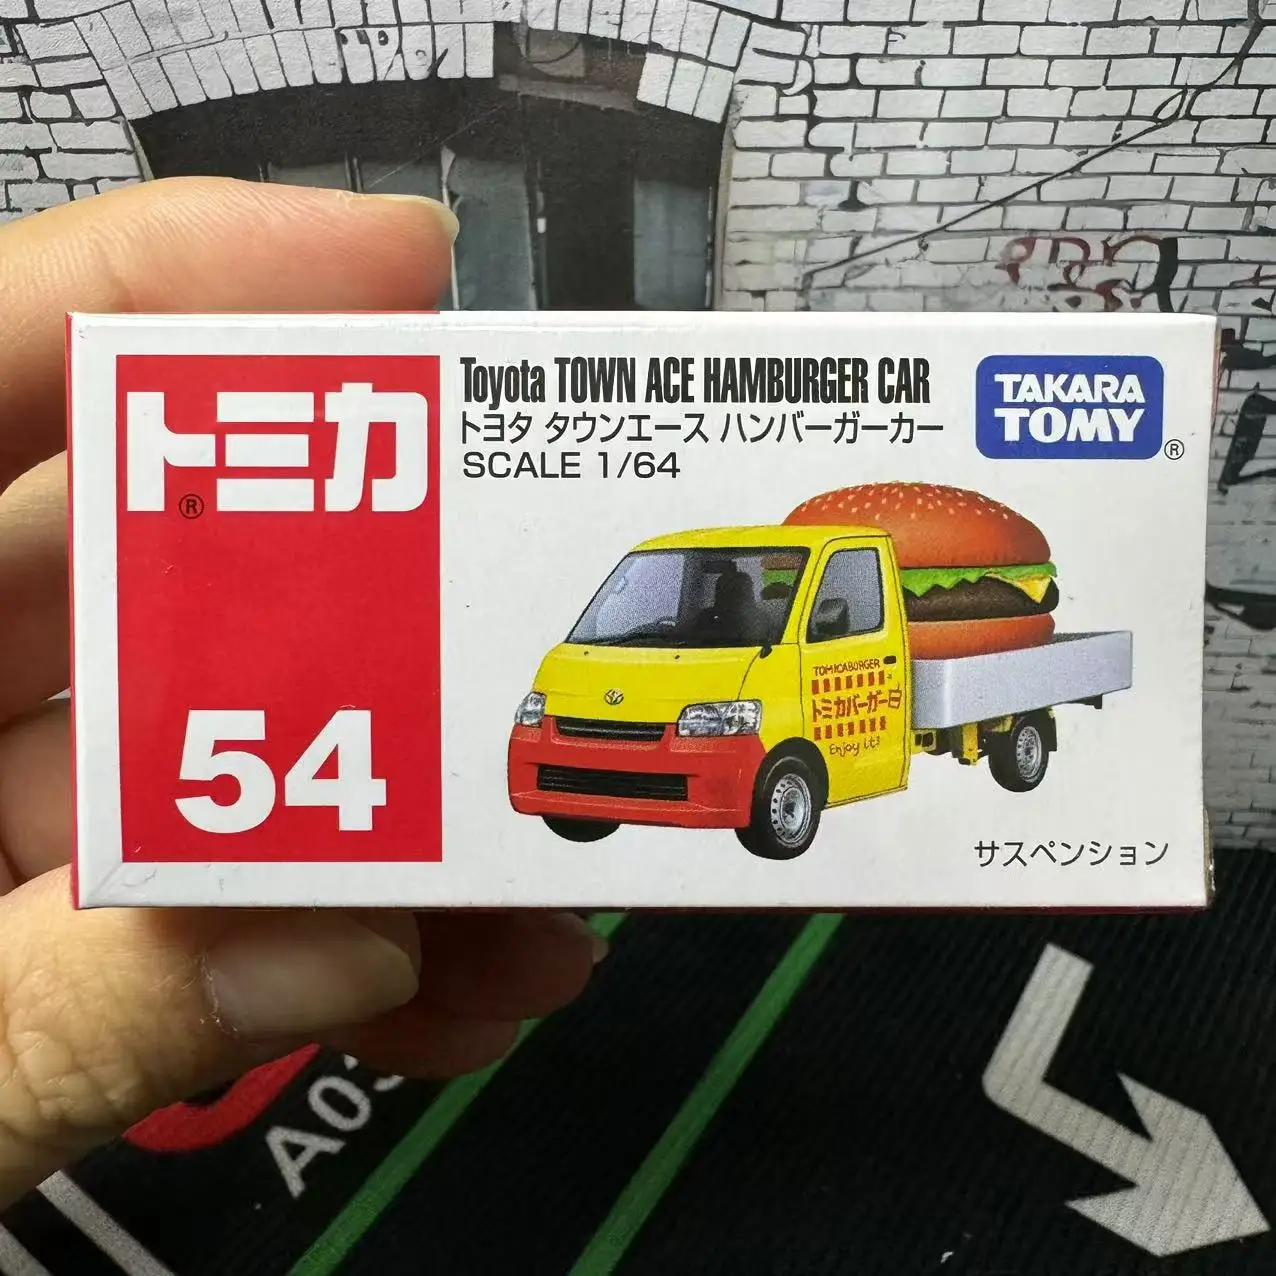 トミカ
®
54
Toyota TOWN ACE HAMBURGER CAR
トヨタ タウンエース ハンバーガーカー
SCALE 1/64
TAKARA
TOMY
®
TOMICABURGER
トミカバーガー
Enjoy it!
サスペンション
A03